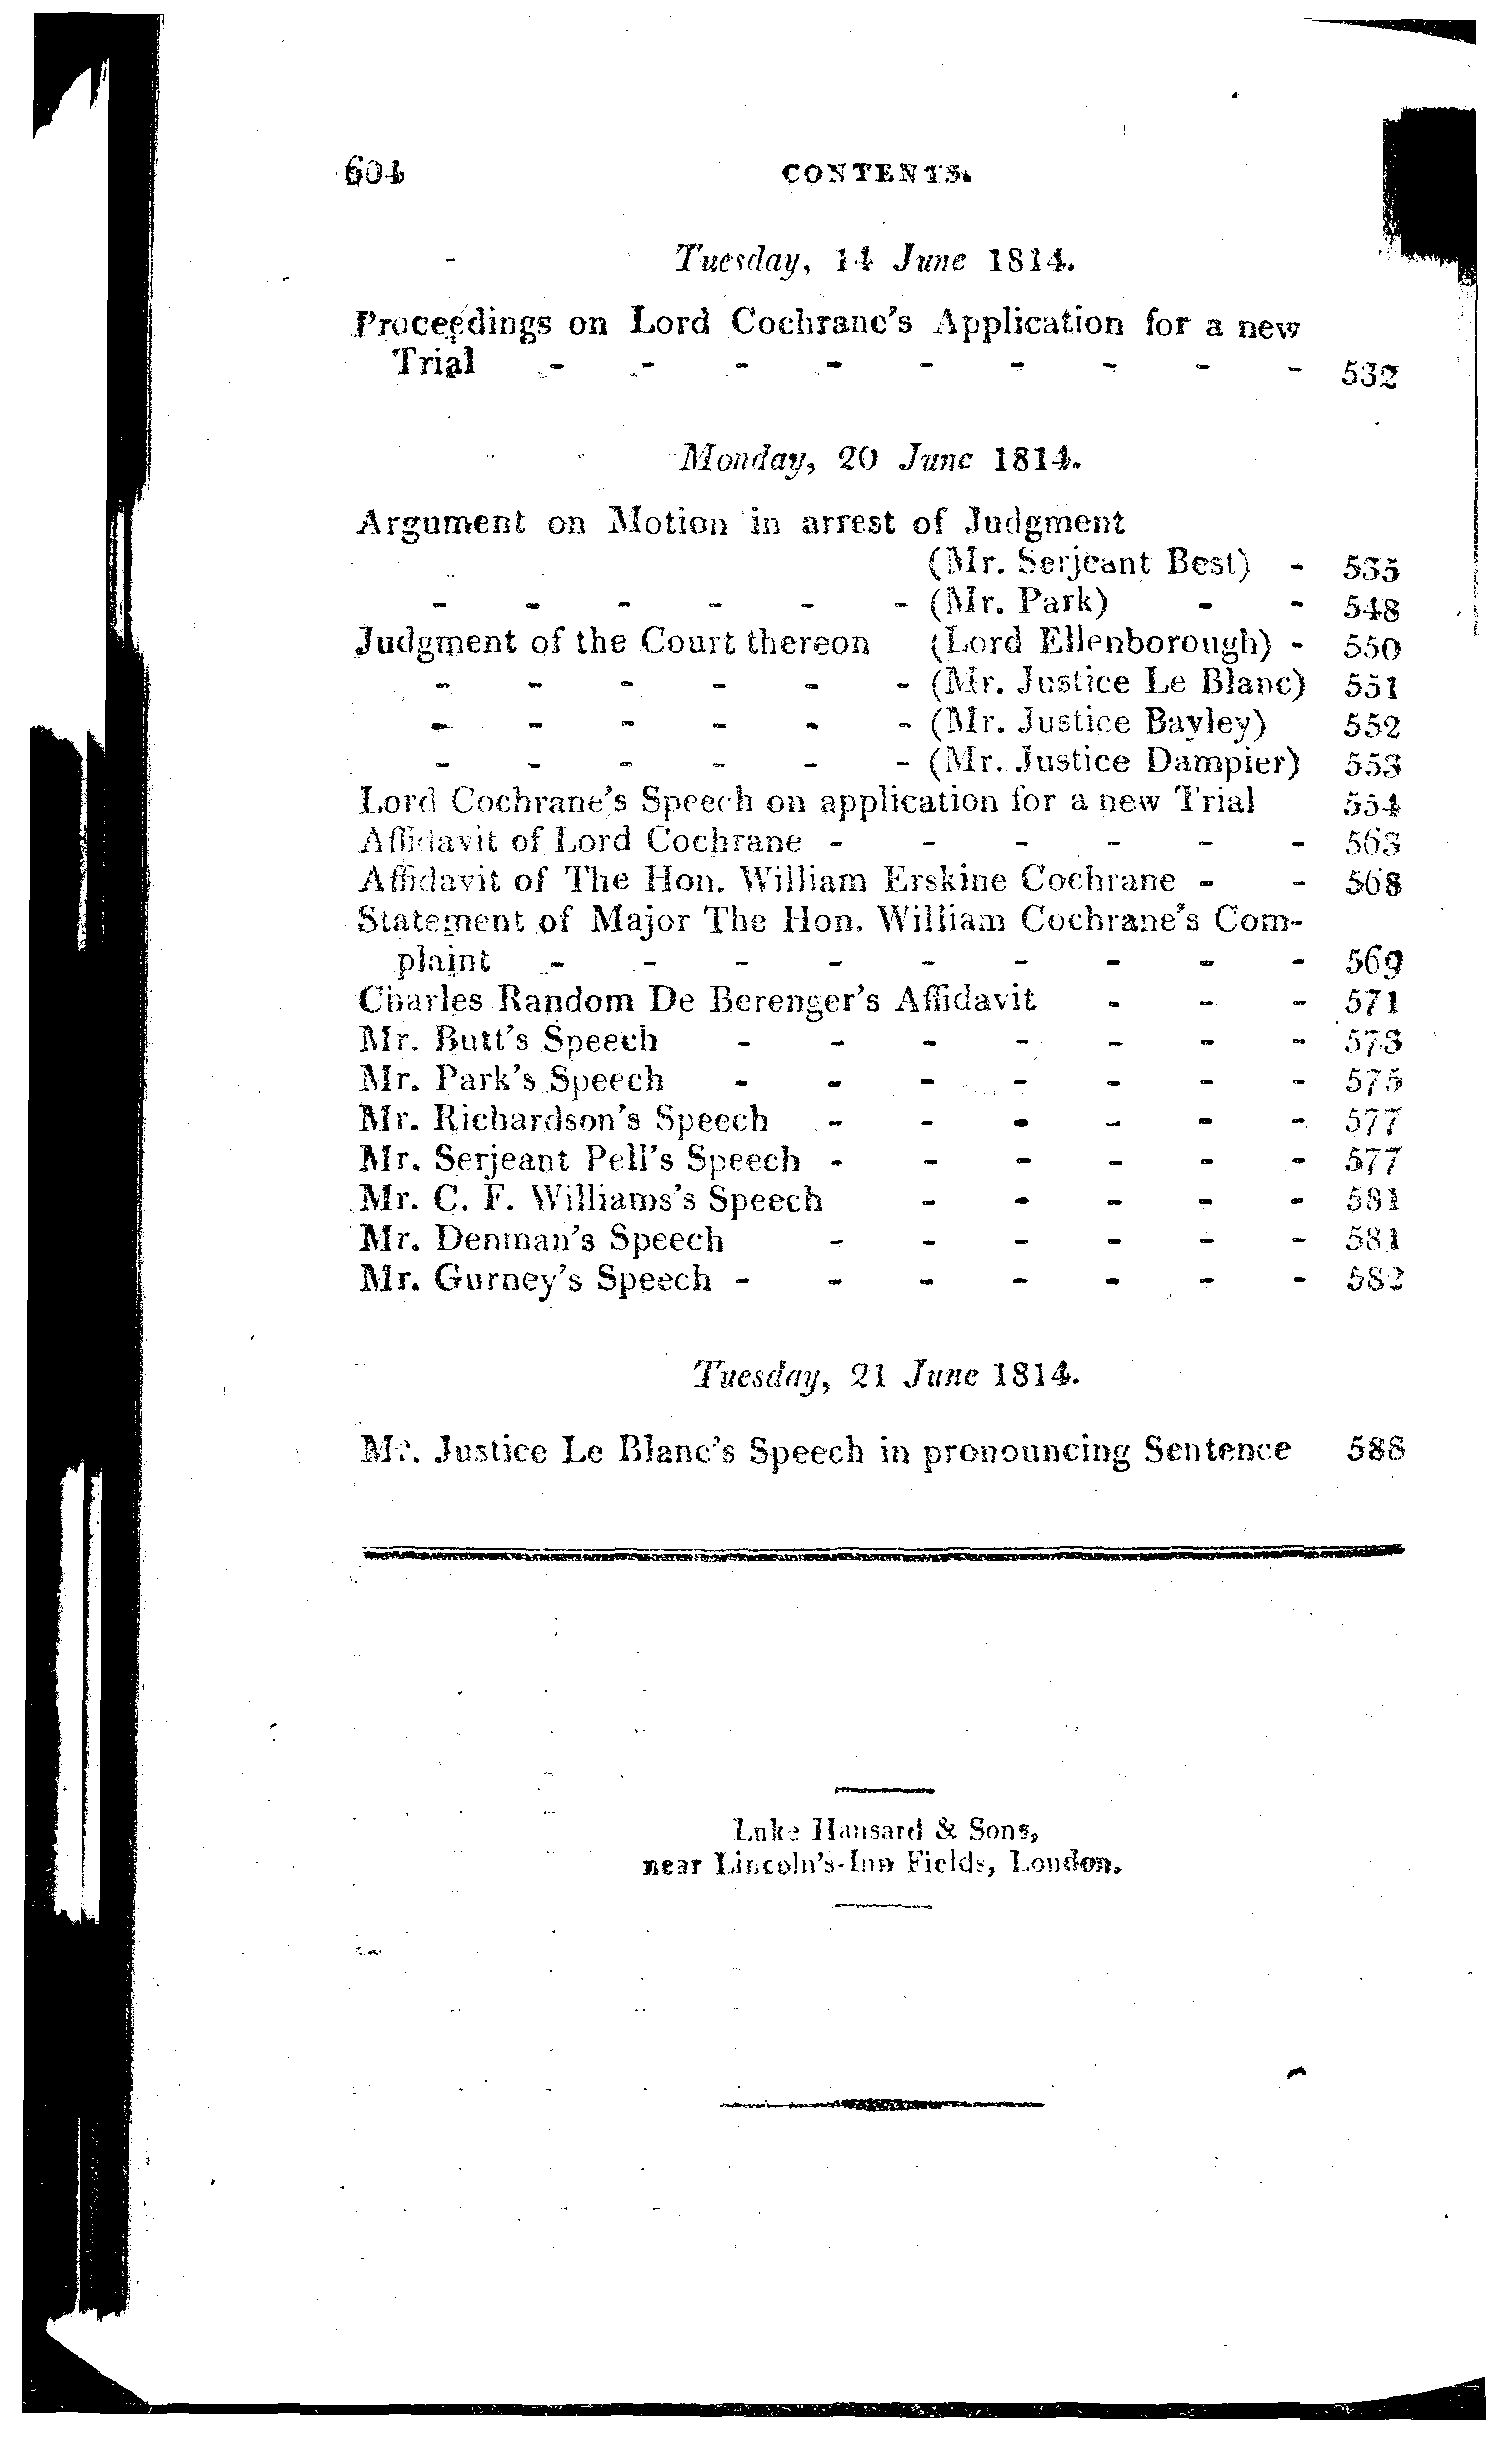 604 CONTENTS.
Tuesday, 14 June 1814.
Proceedings on Lord Cochrane's Application for a new
Trial - - - - - - - - - 532
Monday, 20 June 1814.
Argument on Motion in arrest of Judgment
(Mr. Serjeant Best) - 535
- - - - - - (Mr. Park) - - 548
Judgment of the Court thereon (Lord Ellenborough) - 550
- - - - - - (Mr. Justice Le Blanc) 551
- - - - - - (Mr. Justice Bayley) 552
- - - - - - (Mr. Justice Dampier) 553
Lord Cochrane's Speech on application for a new Trial 554
Affidavit of Lord Cochrane - - - - - - 563
Affidavit of The Hon. William Erskine Cochrane - - 568
Statement of Major The Hon. William Cochrane's Com-
plaint - - - - - - - - - 569
Charles Random De Berenger's Affidavit - - - 571
Mr. Butt's Speech - - - - - - - 573
Mr. Park's Speech - - - - - - - 575
Mr. Richardson's Speech - - - - - - 577
Mr. Serjeant Pell's Speech - - - - - - 577
Mr. C. F. Williams's Speech - - - - - 581
Mr. Denman's Speech - - - - - - 581
Mr. Gurney's Speech - - - - - - - 582
Tuesday, 21 June 1814.
Mr. Justice Le Blanc's Speech in pronouncing Sentence 588
Luke Hansard & Sons,
near Lincoln's-Inn Fields, London.